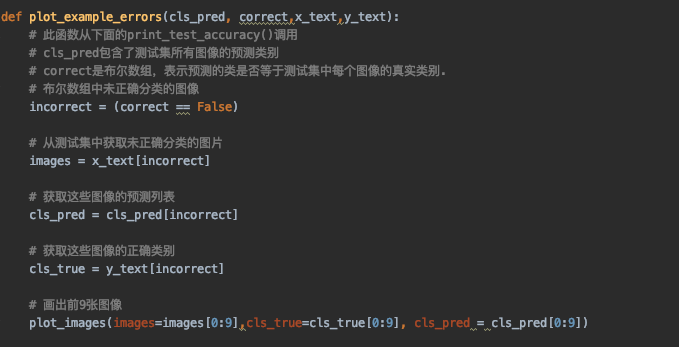 def plot_example_errors(cls_pred, correct,x_text,y_text):
# 此函数从下面的print_test_accuracy()调用
# cls_pred包含了测试集所有图像的预测类别
# correct是布尔数组，表示预测的类是否等于测试集中每个图像的真实类别.
# 布尔数组中未正确分类的图像
incorrect = (correct == False)
# 从测试集中获取未正确分类的图片
images = x_text[incorrect]
# 获取这些图像的预测列表
cls_pred = cls_pred[incorrect]
# 获取这些图像的正确类别
cls_true = y_text[incorrect]
# 画出前9张图像
plot_images(images=images[0:9],cls_true=cls_true[0:9], cls_pred = cls_pred[0:9])